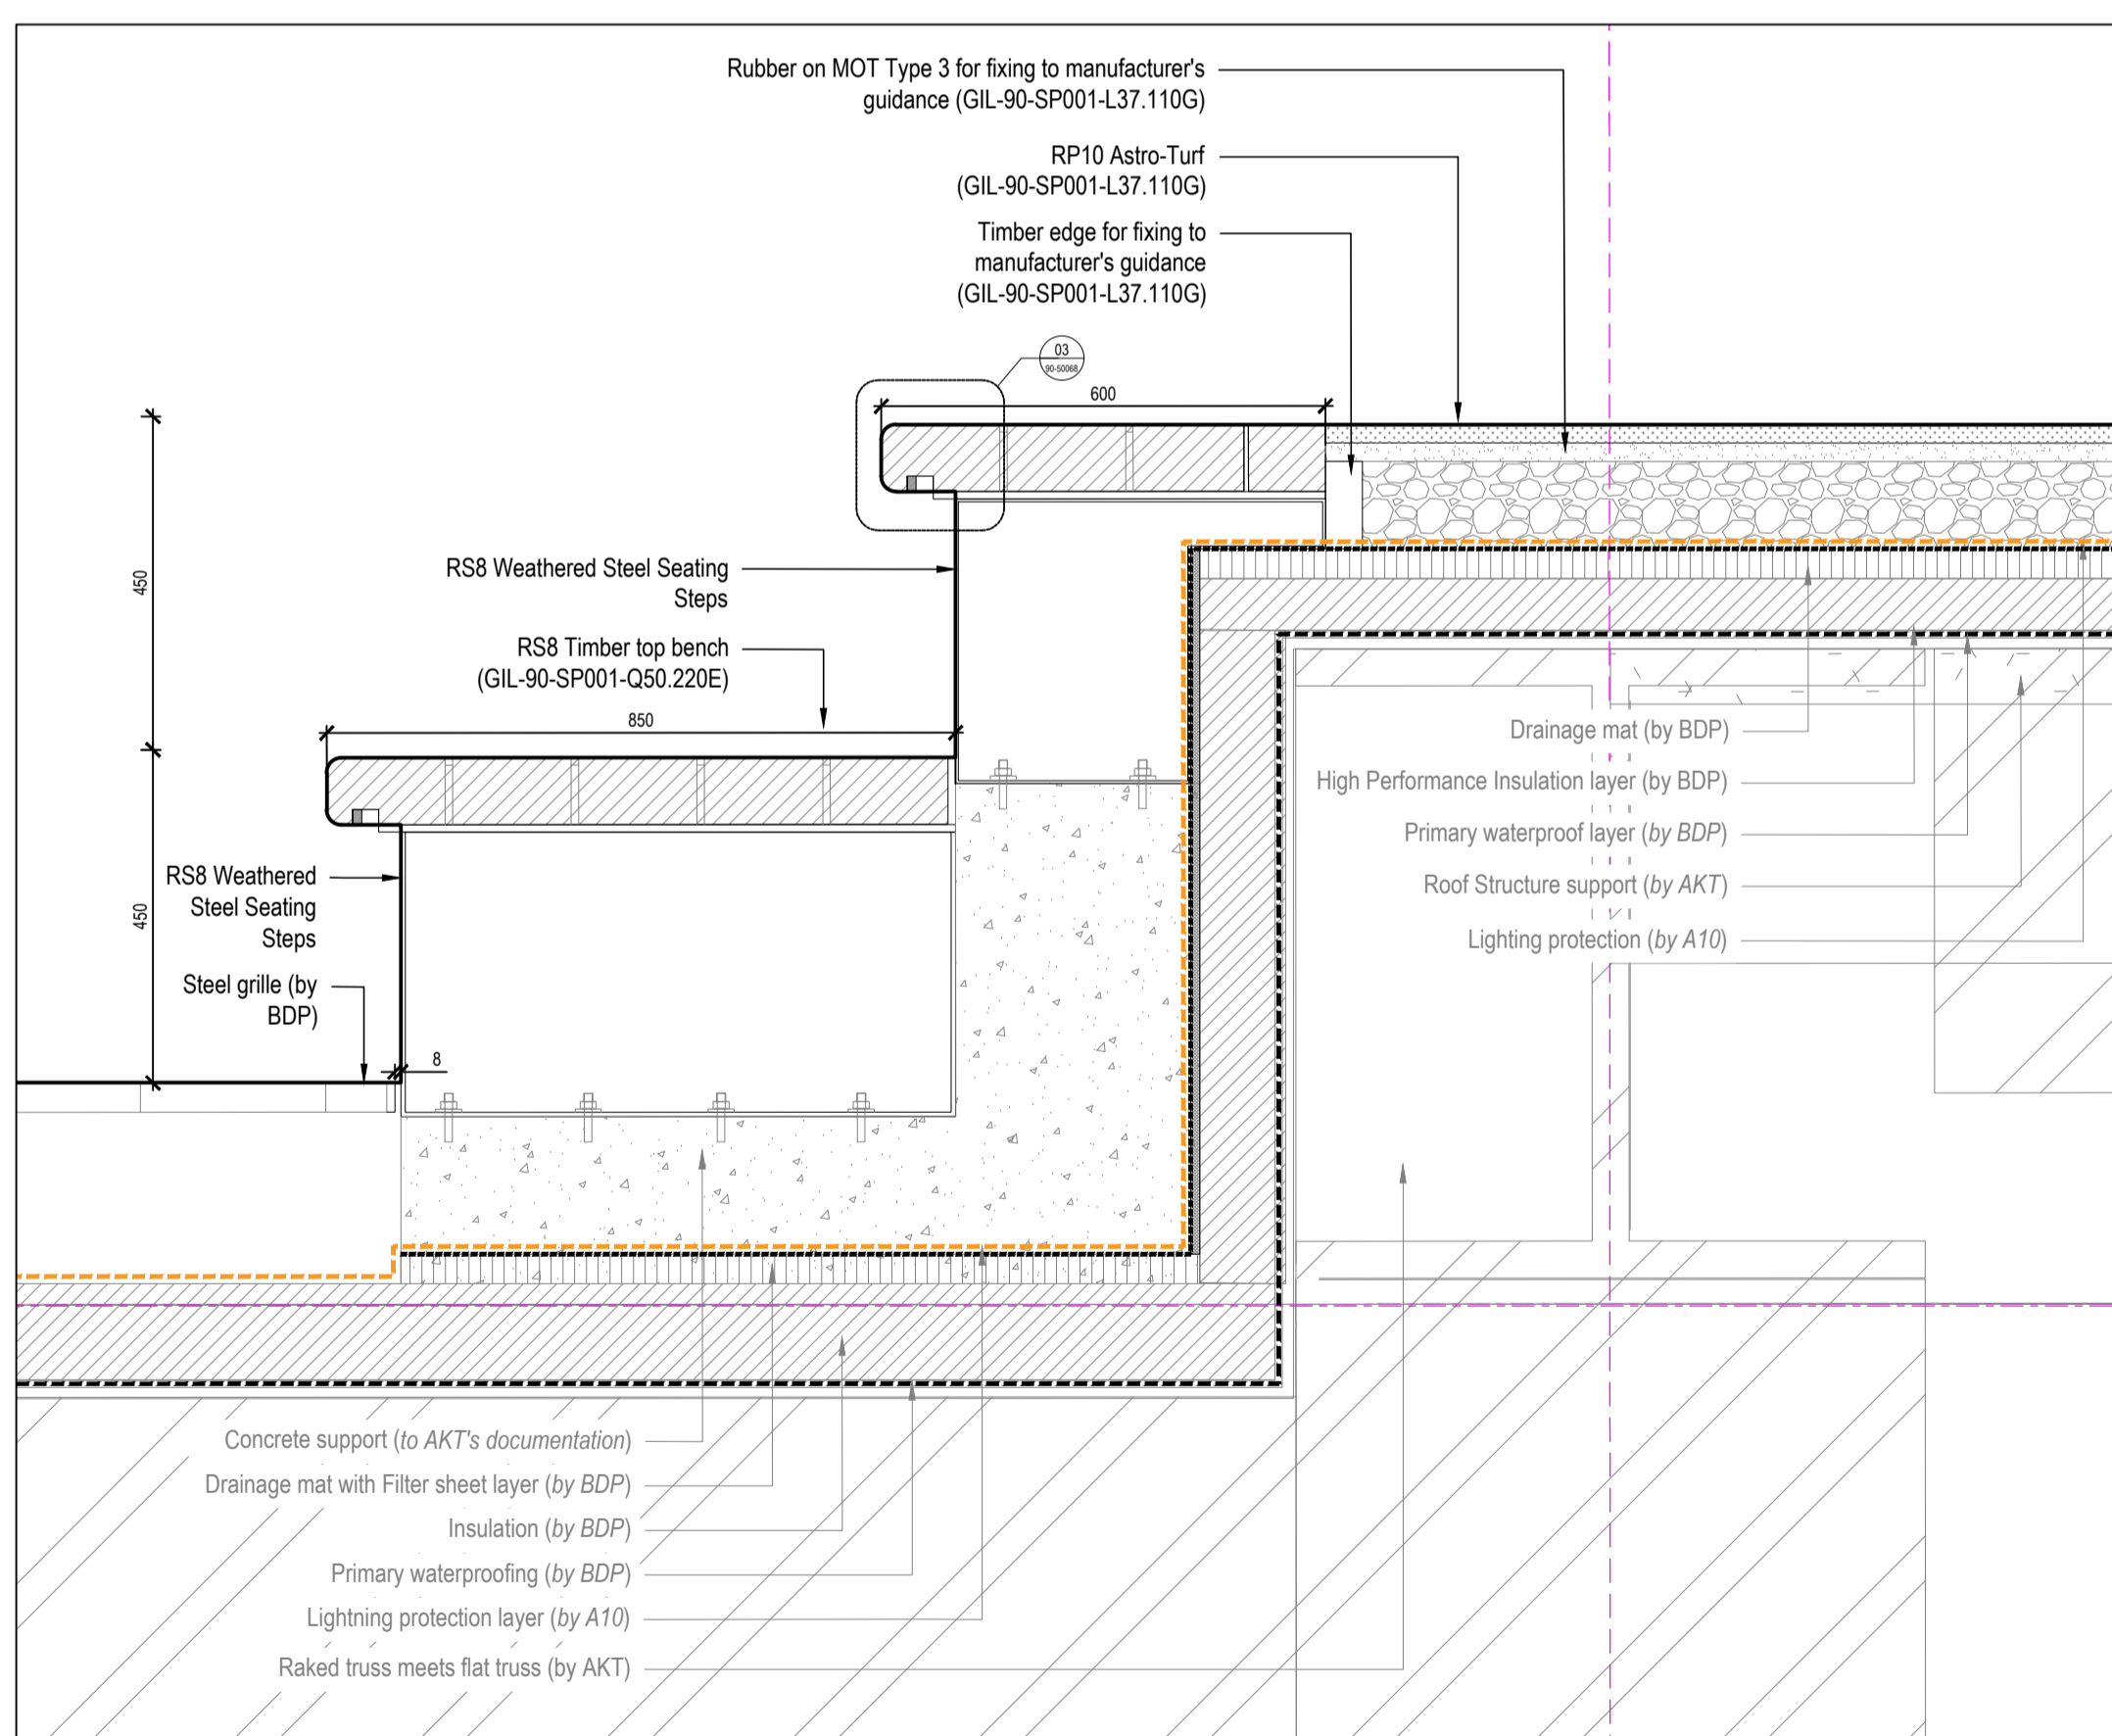 Rubber on MOT Type 3 for fixing to manufacturer's
guidance (GIL-90-SP001-L37.110G)
RP10 Astro-Turf
(GIL-90-SP001-L37.110G)
Timber edge for fixing to
manufacturer's guidance
(GIL-90-SP001-L37.110G)
03
90-50068
600
RS8 Weathered Steel Seating
Steps
450
RS8 Timber top bench
(GIL-90-SP001-Q50.220E)
850
Drainage mat (by BDP)
High Performance Insulation layer (by BDP)
Primary waterproof layer (by BDP)
Roof Structure support (by AKT)
Lighting protection (by A10)
RS8 Weathered
Steel Seating
Steps
450
Steel grille (by
BDP)
8
Concrete support (to AKT's documentation)
Drainage mat with Filter sheet layer (by BDP)
Insulation (by BDP)
Primary waterproofing (by BDP)
Lightning protection layer (by A10)
Raked truss meets flat truss (by AKT)